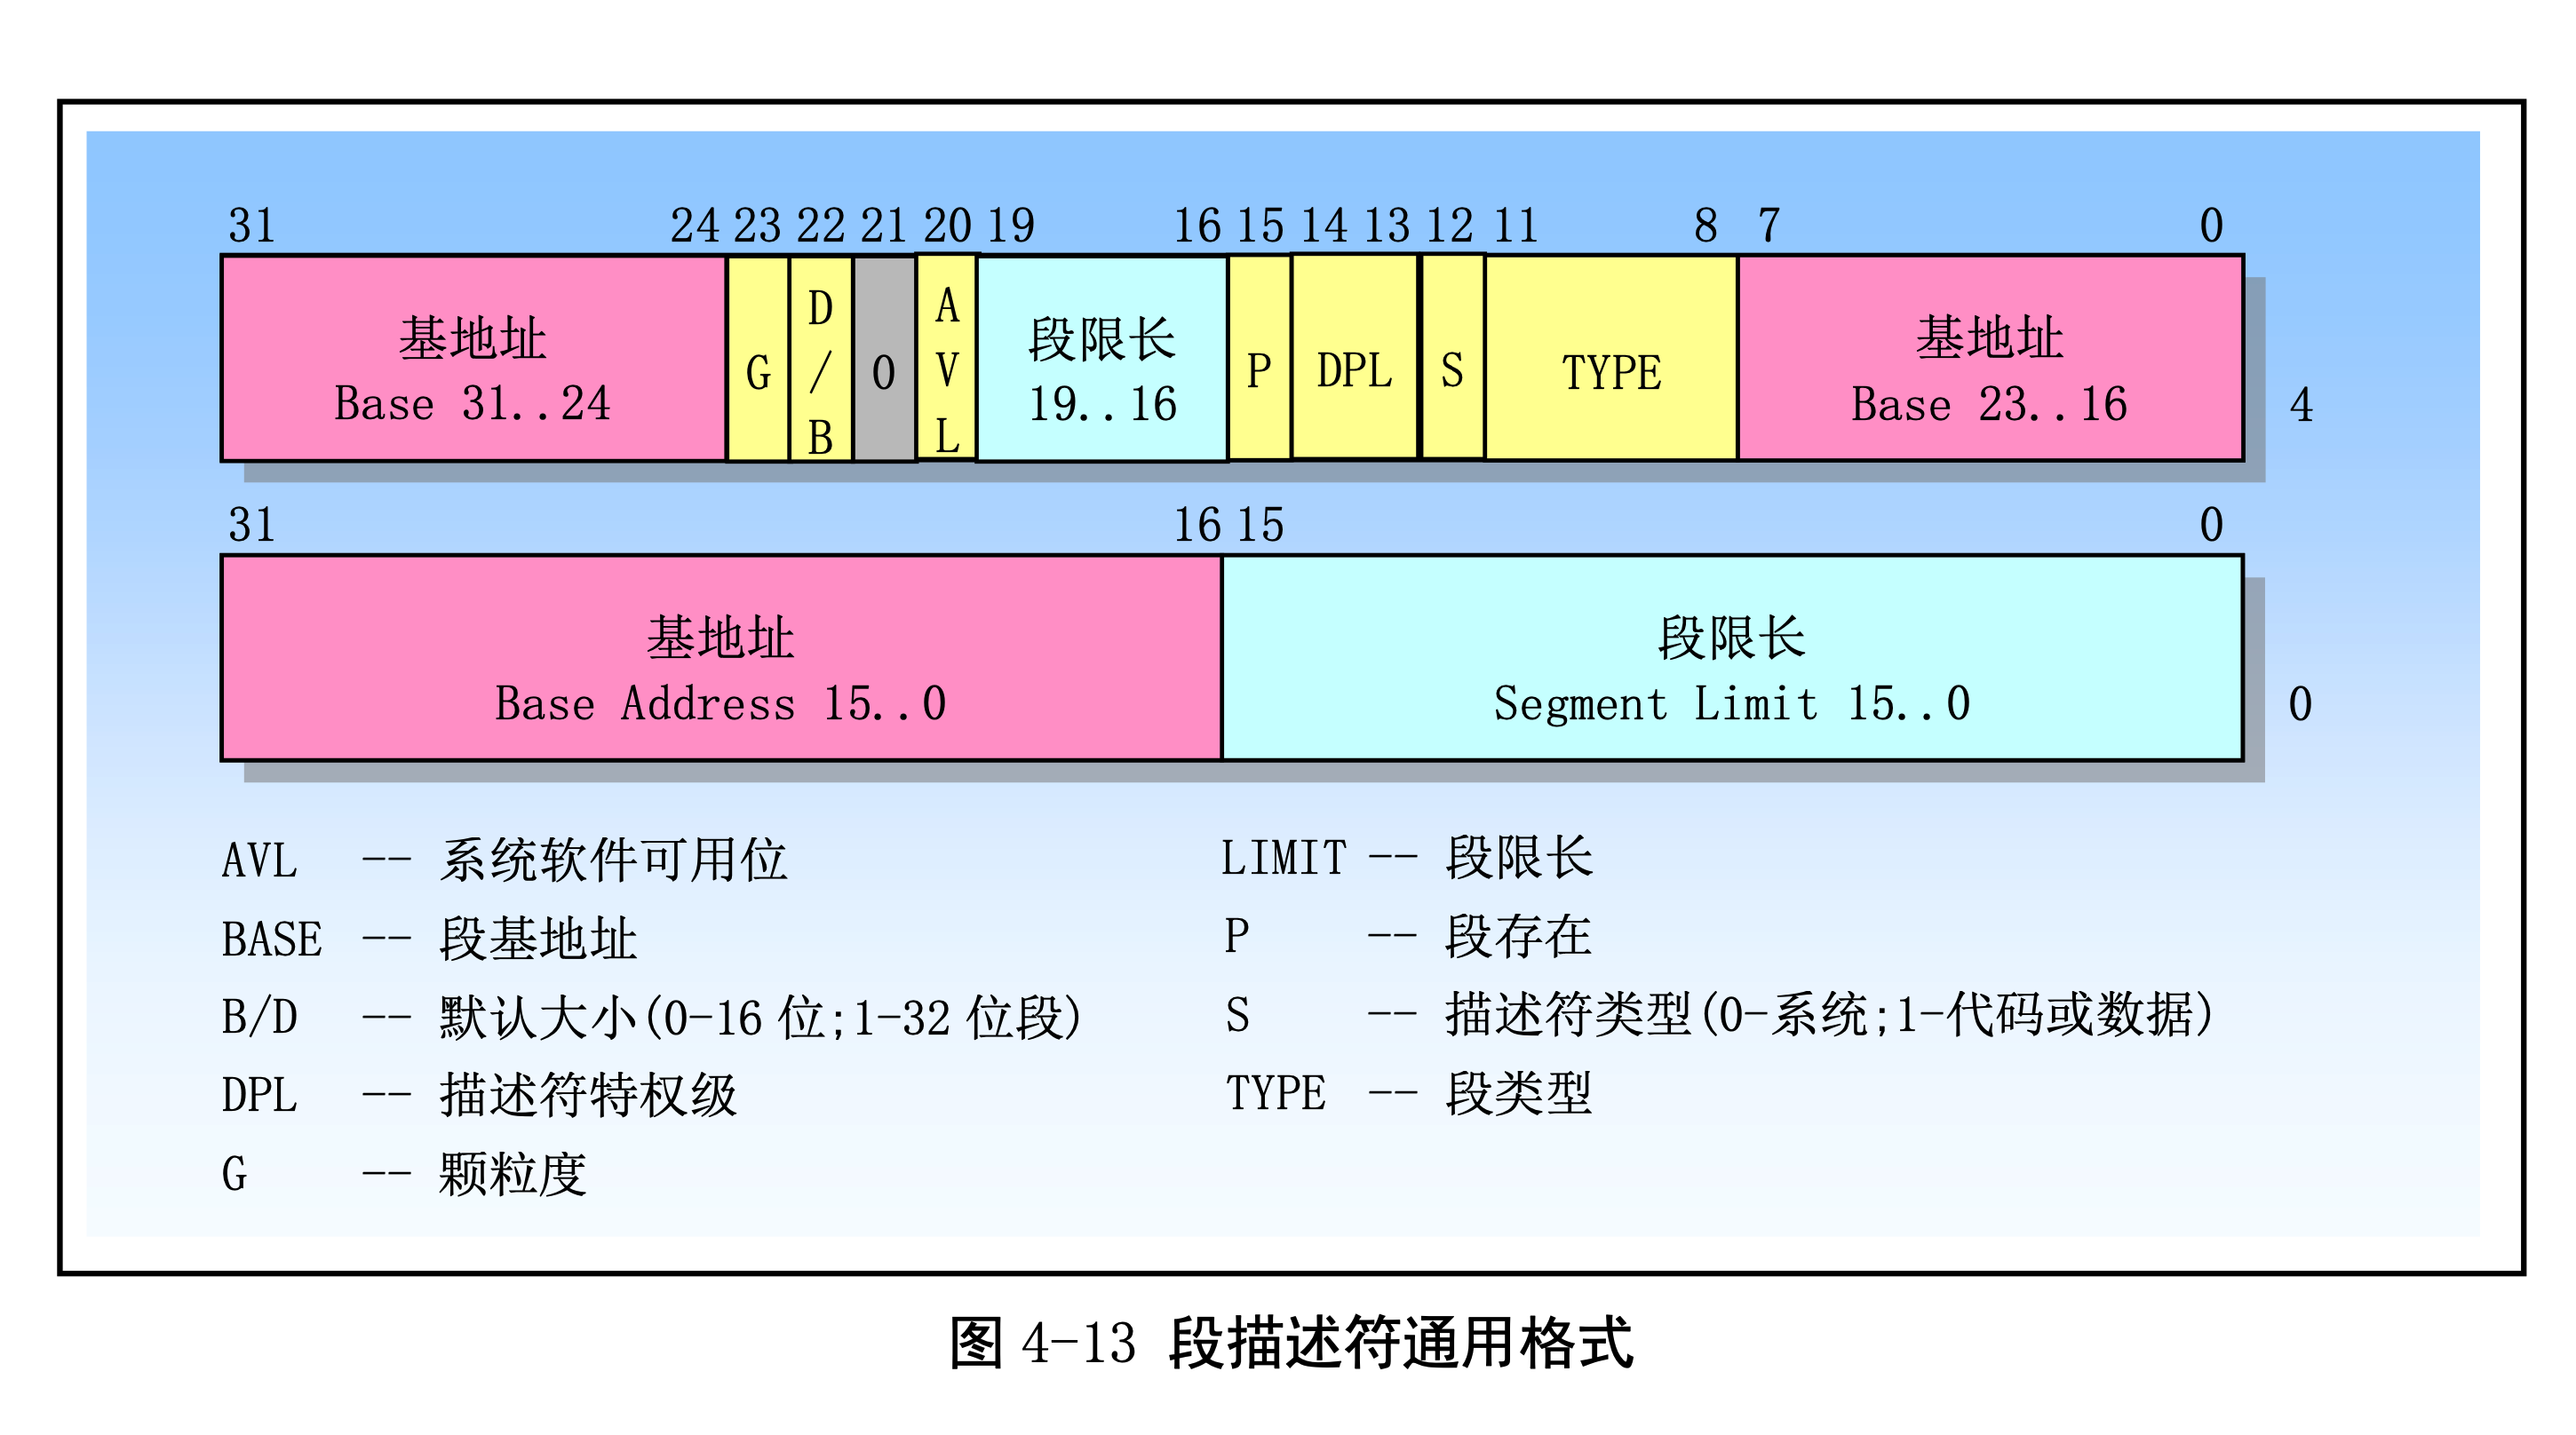 31 24 23 22 21 20 19 16 15 14 13 12 11 8 7 0
基地址 Base 31..24 G D/B 0 AVL 段限长 19..16 P DPL S TYPE 基地址 Base 23..16 4
31 16 15 0
基地址 段限长
Base Address 15..0 Segment Limit 15..0 0
AVL -- 系统软件可用位
BASE -- 段基地址
B/D -- 默认大小(0-16 位;1-32 位段)
DPL -- 描述符特权级
G -- 颗粒度
LIMIT -- 段限长
P -- 段存在
S -- 描述符类型(0-系统;1-代码或数据)
TYPE -- 段类型
图 4-13 段描述符通用格式